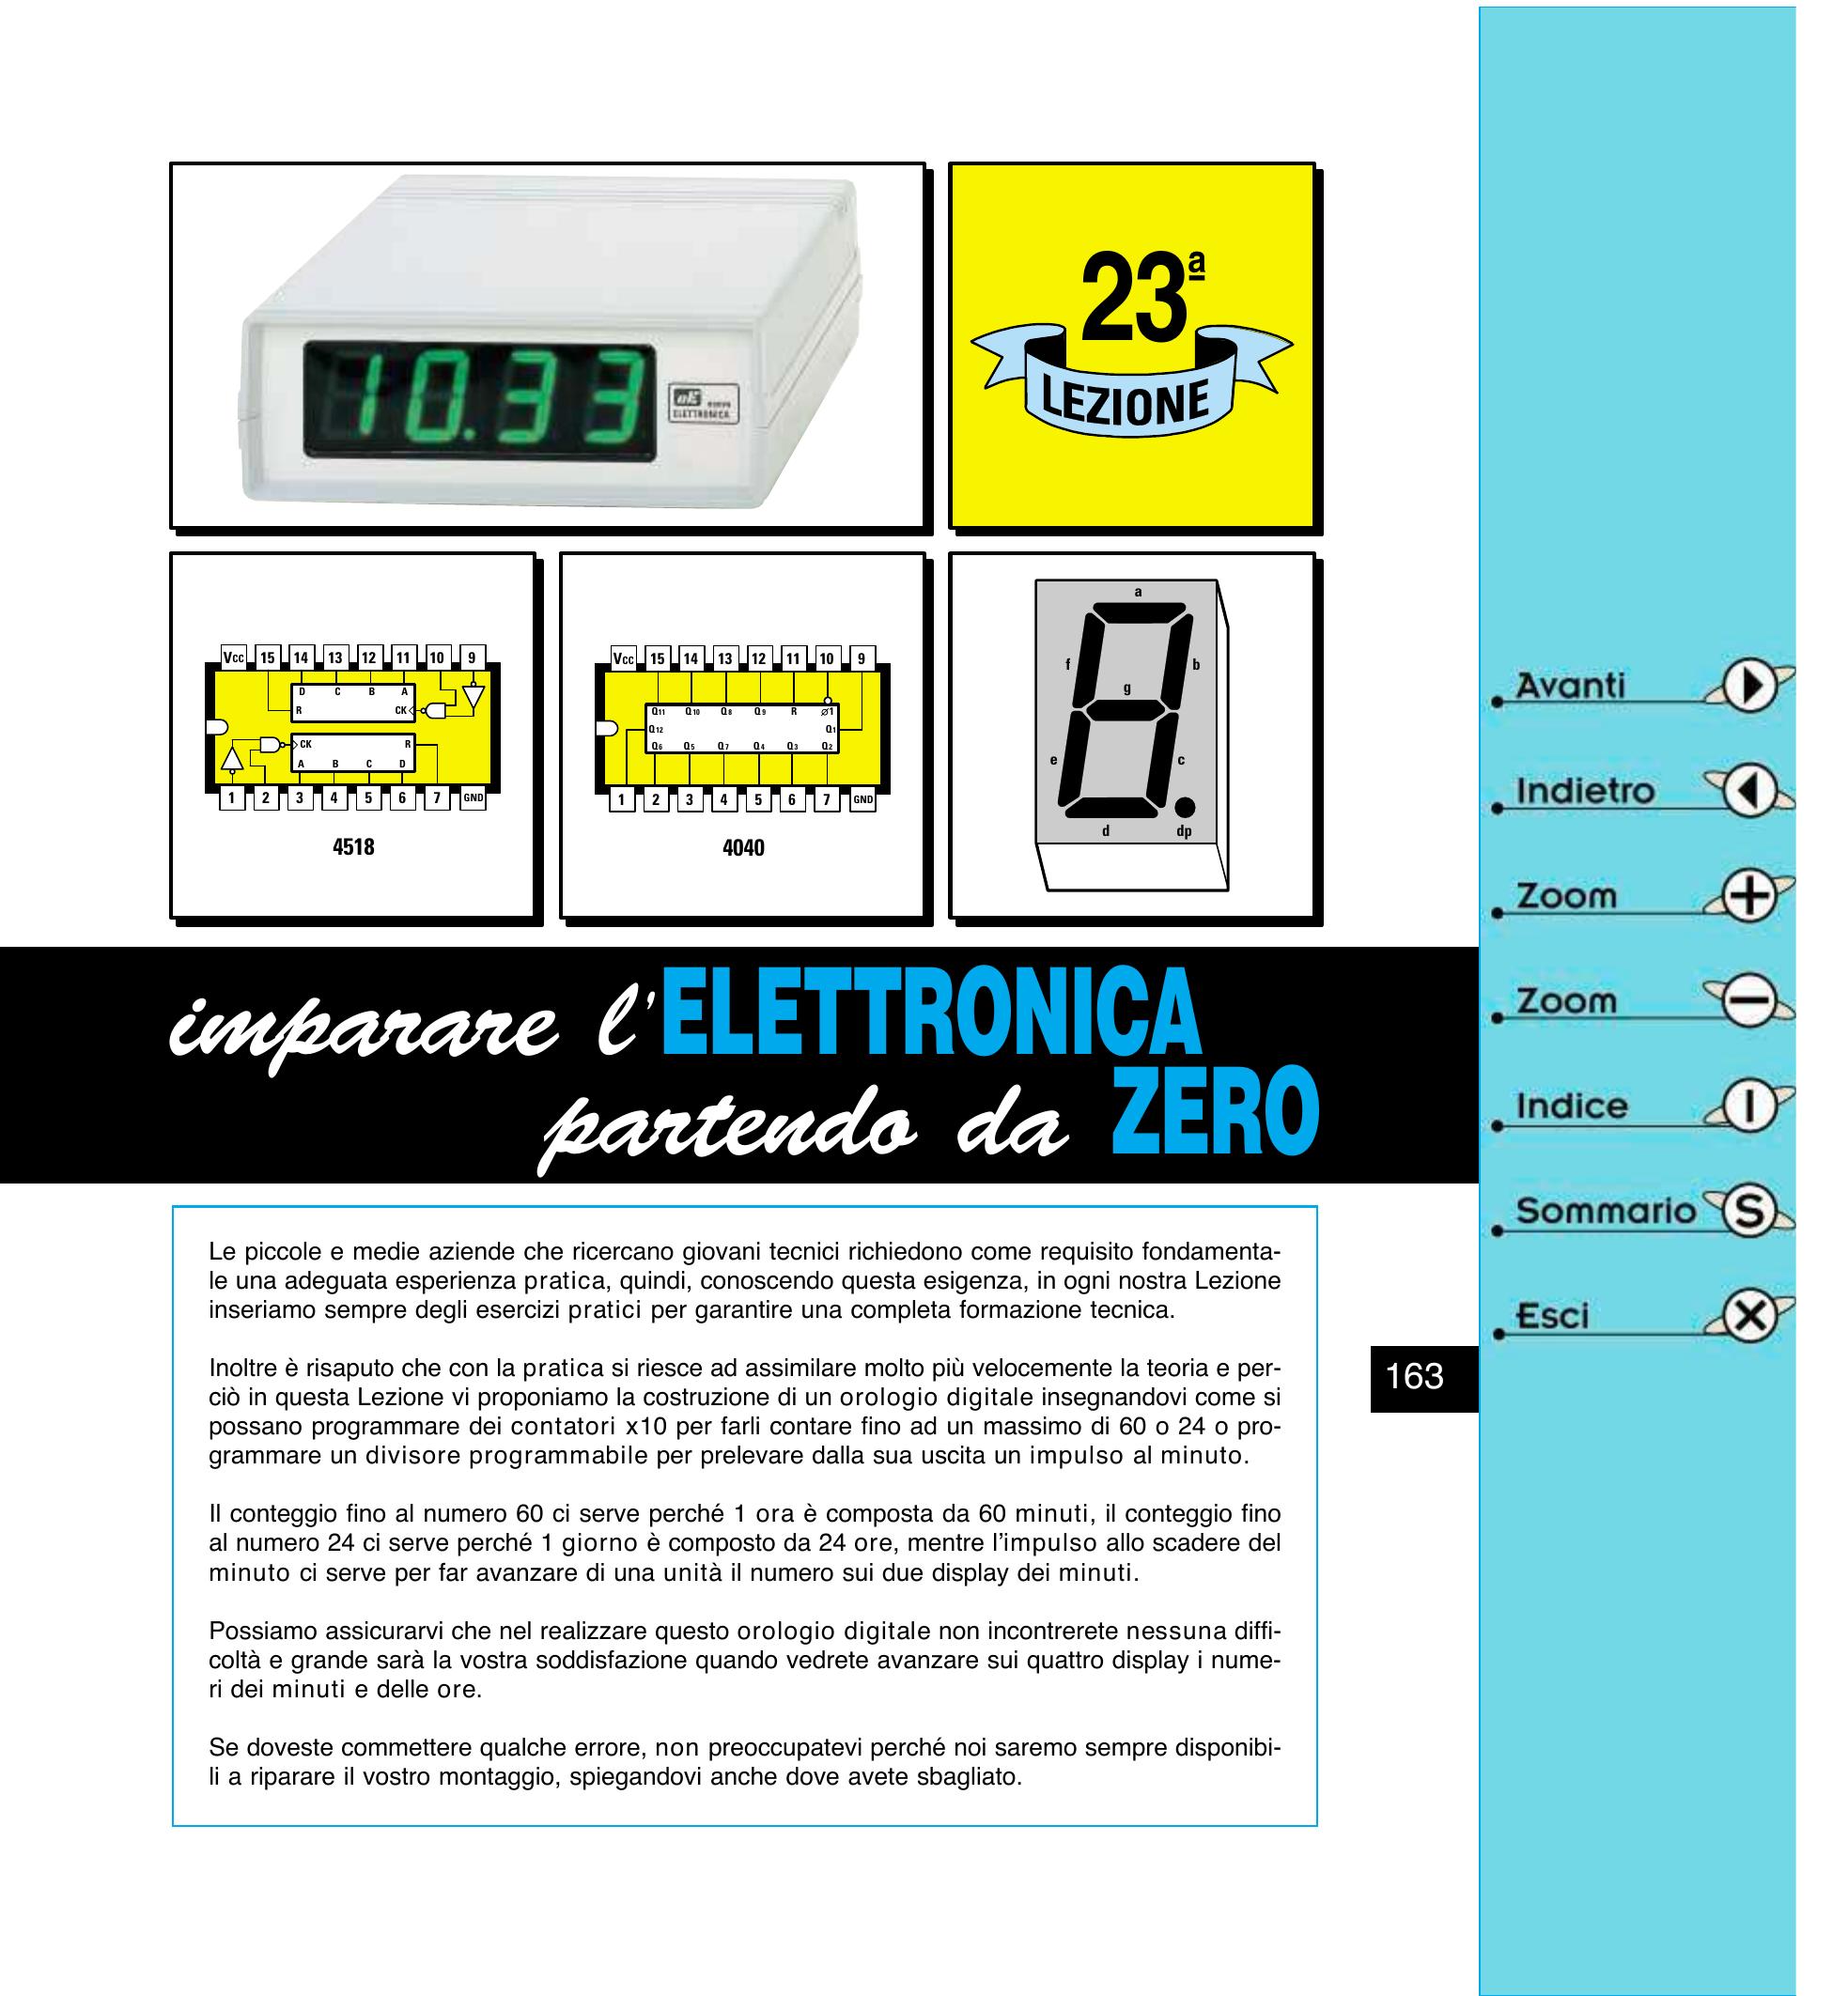 10.33
ELETTRONICA
23ª
LEZIONE
Vcc 15 14 13 12 11 10 9
D C B A
R CK
CK R
A B C D
1 2 3 4 5 6 7 GND
4518
Vcc 15 14 13 12 11 10 9
Q11 Q10 Q8 Q9 R ø1
Q12 Q1
Q6 Q5 Q7 Q4 Q3 Q2
1 2 3 4 5 6 7 GND
4040
a
f b
g
e c
d dp
imparare l'ELETTRONICA
partendo da ZERO
Le piccole e medie aziende che ricercano giovani tecnici richiedono come requisito fondamenta-
le una adeguata esperienza pratica, quindi, conoscendo questa esigenza, in ogni nostra Lezione
inseriamo sempre degli esercizi pratici per garantire una completa formazione tecnica.
Inoltre è risaputo che con la pratica si riesce ad assimilare molto più velocemente la teoria e per-
ciò in questa Lezione vi proponiamo la costruzione di un orologio digitale insegnandovi come si
possano programmare dei contatori x10 per farli contare fino ad un massimo di 60 o 24 o pro-
grammare un divisore programmabile per prelevare dalla sua uscita un impulso al minuto.
Il conteggio fino al numero 60 ci serve perché 1 ora è composta da 60 minuti, il conteggio fino
al numero 24 ci serve perché 1 giorno è composto da 24 ore, mentre l'impulso allo scadere del
minuto ci serve per far avanzare di una unità il numero sui due display dei minuti.
Possiamo assicurarvi che nel realizzare questo orologio digitale non incontrerete nessuna diffi-
coltà e grande sarà la vostra soddisfazione quando vedrete avanzare sui quattro display i nume-
ri dei minuti e delle ore.
Se doveste commettere qualche errore, non preoccupatevi perché noi saremo sempre disponibi-
li a riparare il vostro montaggio, spiegandovi anche dove avete sbagliato.
163
Avanti
Indietro
Zoom +
Zoom −
Indice I
Sommario S
Esci